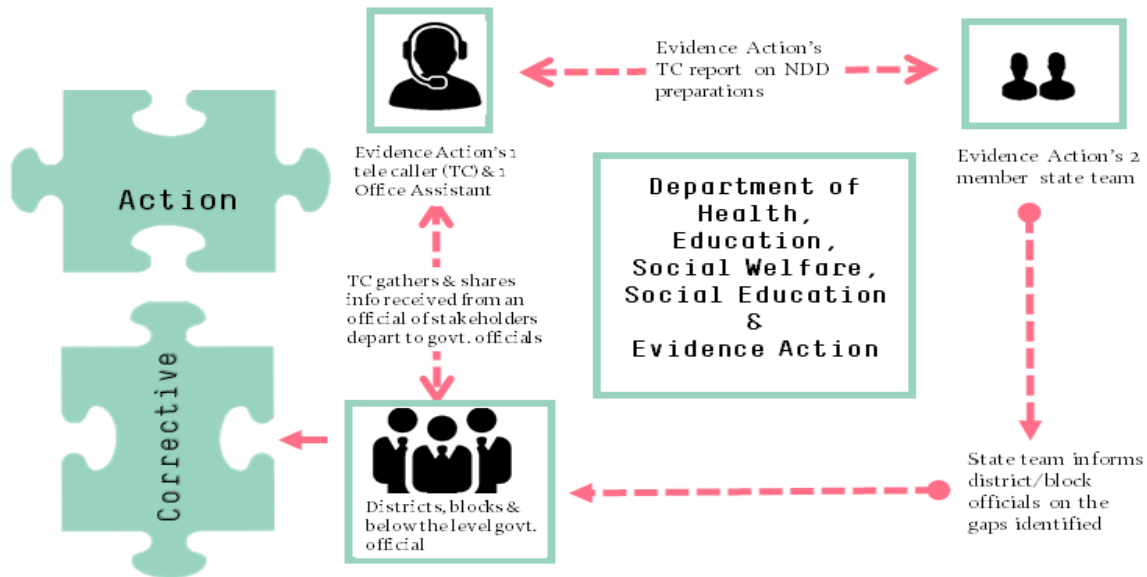 Evidence Action's
TC report on NDD
preparations
Evidence Action's 1
tele caller (TC) & 1
Office Assistant
Evidence Action's 2
member state team
Action
Department of
Health,
Education,
Social Welfare,
Social Education
&
Evidence Action
TC gathers & shares
info received from an
official of stakeholders
depart to govt. officials
Corrective
Districts, blocks &
below the level govt.
official
State team informs
district/block
officials on the
gaps identified